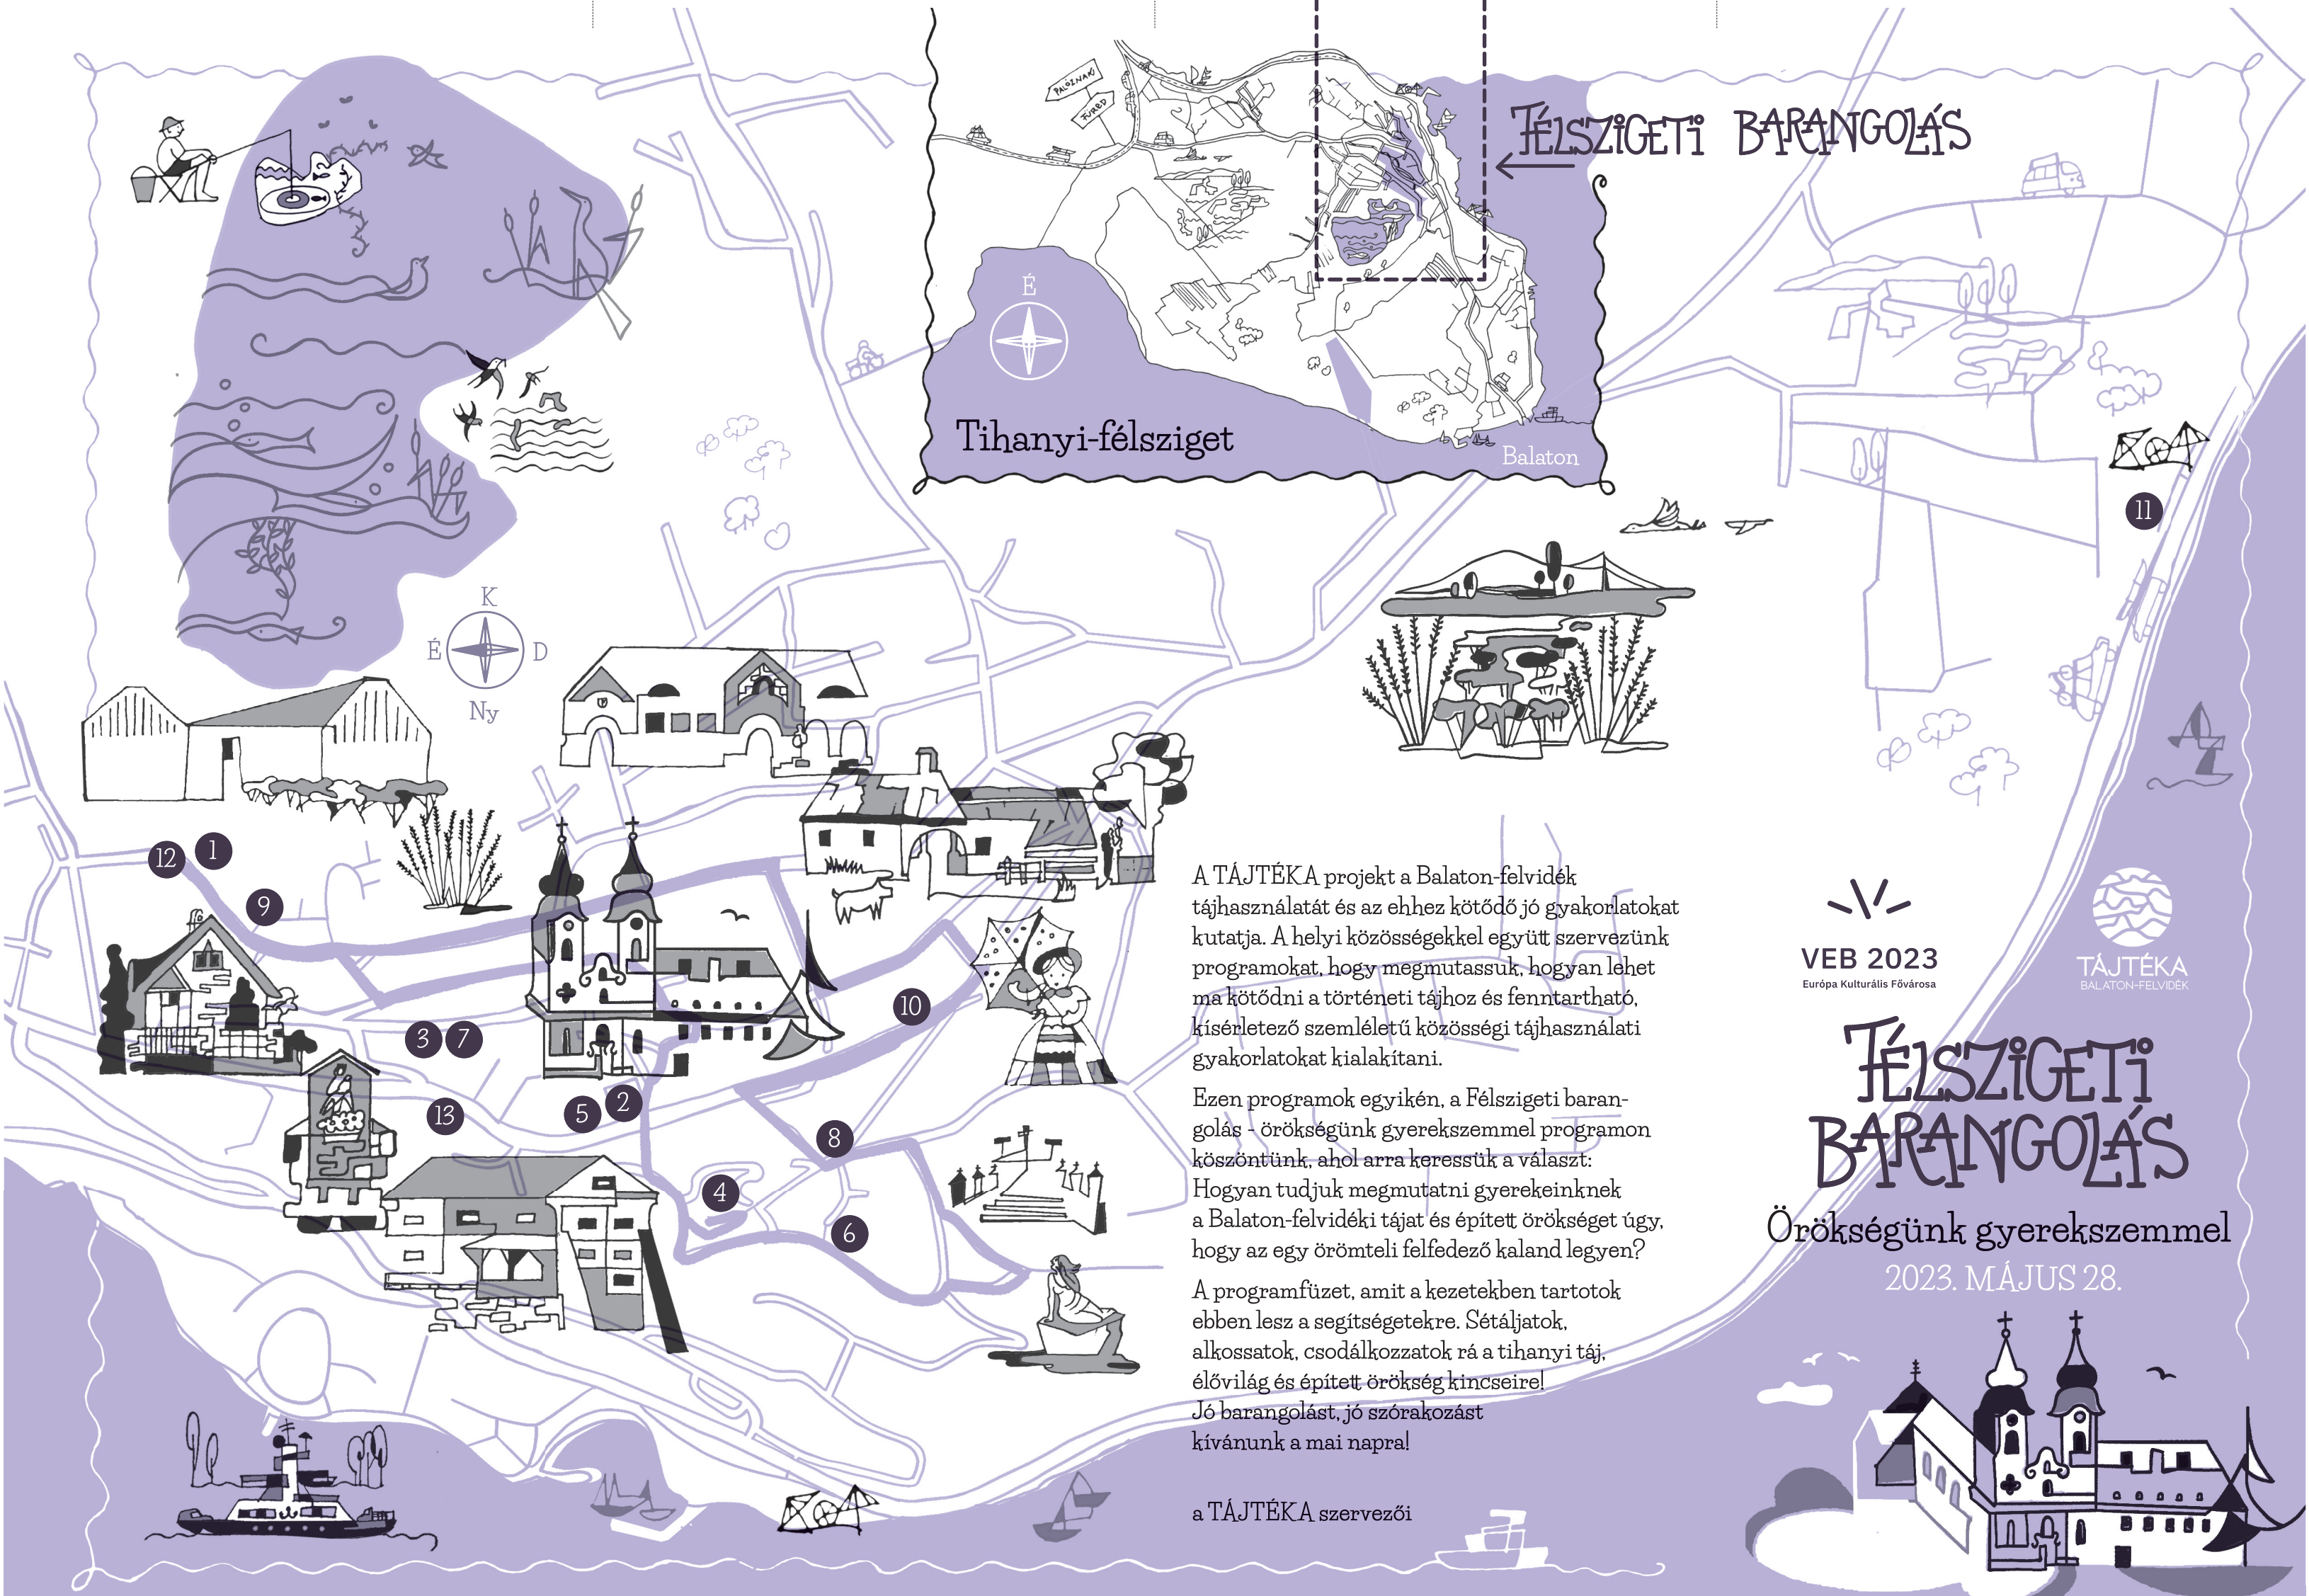 PALÓZNAK
FÜRED
FÉLSZIGETI BARANGOLÁS
É
Tihanyi-félsziget
Balaton
11
K
É
D
Ny
12
1
9
3
7
13
5
2
10
8
4
6
A TÁJTÉKA projekt a Balaton-felvidék
tájhasználatát és az ehhez kötődő jó gyakorlatokat
kutatja. A helyi közösségekkel együtt szervezünk
programokat, hogy megmutassuk, hogyan lehet
ma kötődni a történeti tájhoz és fenntartható,
kísérletező szemléletű közösségi tájhasználati
gyakorlatokat kialakítani.
Ezen programok egyikén, a Félszigeti baran-
golás - örökségünk gyerekszemmel programon
köszöntünk, ahol arra keressük a választ:
Hogyan tudjuk megmutatni gyerekeinknek
a Balaton-felvidéki tájat és épített örökséget úgy,
hogy az egy örömteli felfedező kaland legyen?
A programfüzet, amit a kezetekben tartotok
ebben lesz a segítségetekre. Sétáljatok,
alkossatok, csodálkozzatok rá a tihanyi táj,
élővilág és épített örökség kincseire!
Jó barangolást, jó szórakozást
kívánunk a mai napra!
a TÁJTÉKA szervezői
VEB 2023
Európa Kulturális Fővárosa
TÁJTÉKA
BALATON-FELVIDÉK
FÉLSZIGETI
BARANGOLÁS
Örökségünk gyerekszemmel
2023. MÁJUS 28.